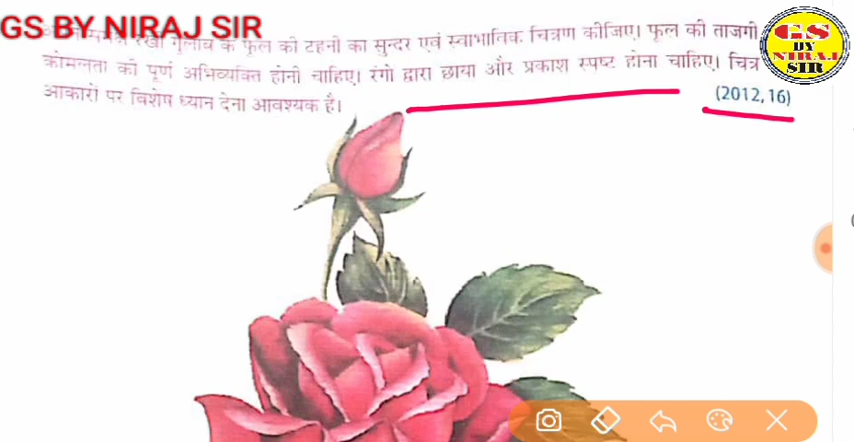 GS BY NIRAJ SIR
रखी गुलाब के फूल की टहनी का सुन्दर एवं स्वाभाविक चित्रण कीजिए। फूल की ताजगी
कोमलता की पूर्ण अभिव्यक्ति होनी चाहिए। रंगों द्वारा छाया और प्रकाश स्पष्ट होना चाहिए। चित्र
आकारों पर विशेष ध्यान देना आवश्यक है।
(2012, 16)
GS
BY
NIRAJ
SIR